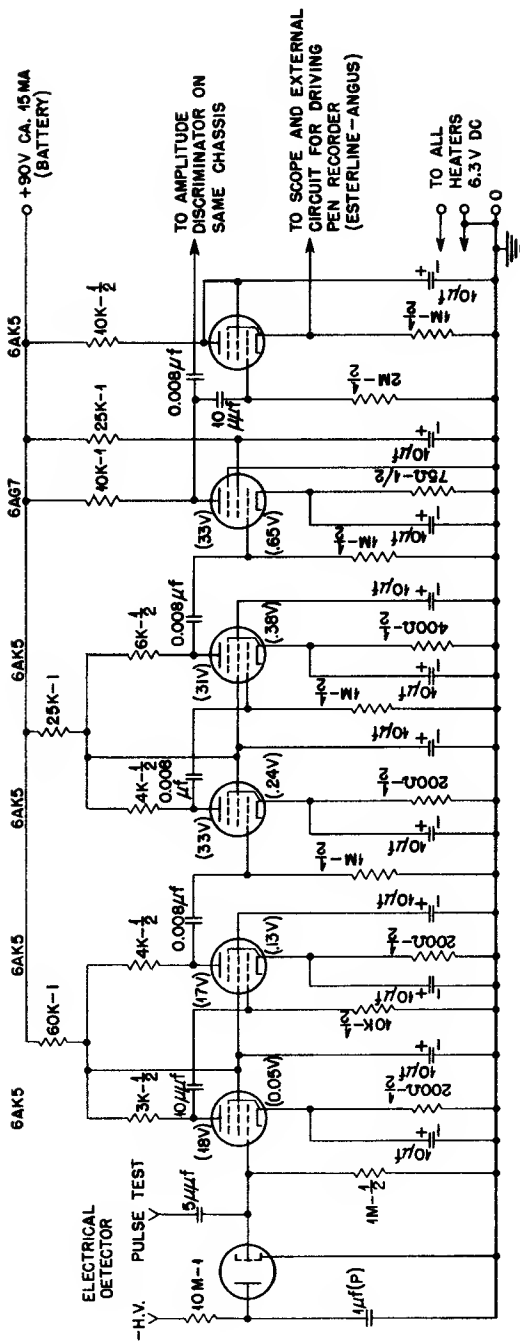 ELECTRICAL
DETECTOR
-H.V.
PULSE TEST
10M-1
5μμf
1μf(P)
1M-½
6AK5
6AK5
6AK5
6AK5
6AG7
6AK5
+90V CA. 15MA
(BATTERY)
60K-1
25K-1
3K-½
4K-½
4K-½
6K-½
10K-1
25K-1
10K-½
10μμf
0.008μf
0.008
μf
0.008μf
0.008μf
10
μμf
(18V)
(17V)
(33V)
(31V)
(33V)
(0.05V)
(.13V)
(.24V)
(.38V)
(.65V)
10μf
200Ω-½
+
10μf
10K-½
10μf
+
200Ω-½
+
10μf
1M-½
10μf
+
200Ω-½
+
10μf
1M-½
10μf
+
400Ω-½
+
10μf
1M-½
10μf
+
75Ω-1/2
+
10μf
2M-½
1M-½
+
10μf
TO AMPLITUDE
DISCRIMINATOR ON
SAME CHASSIS
TO SCOPE AND EXTERNAL
CIRCUIT FOR DRIVING
PEN RECORDER
(ESTERLINE-ANGUS)
TO ALL
HEATERS
6.3V DC
0